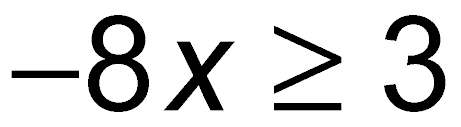 –8x ≥ 3